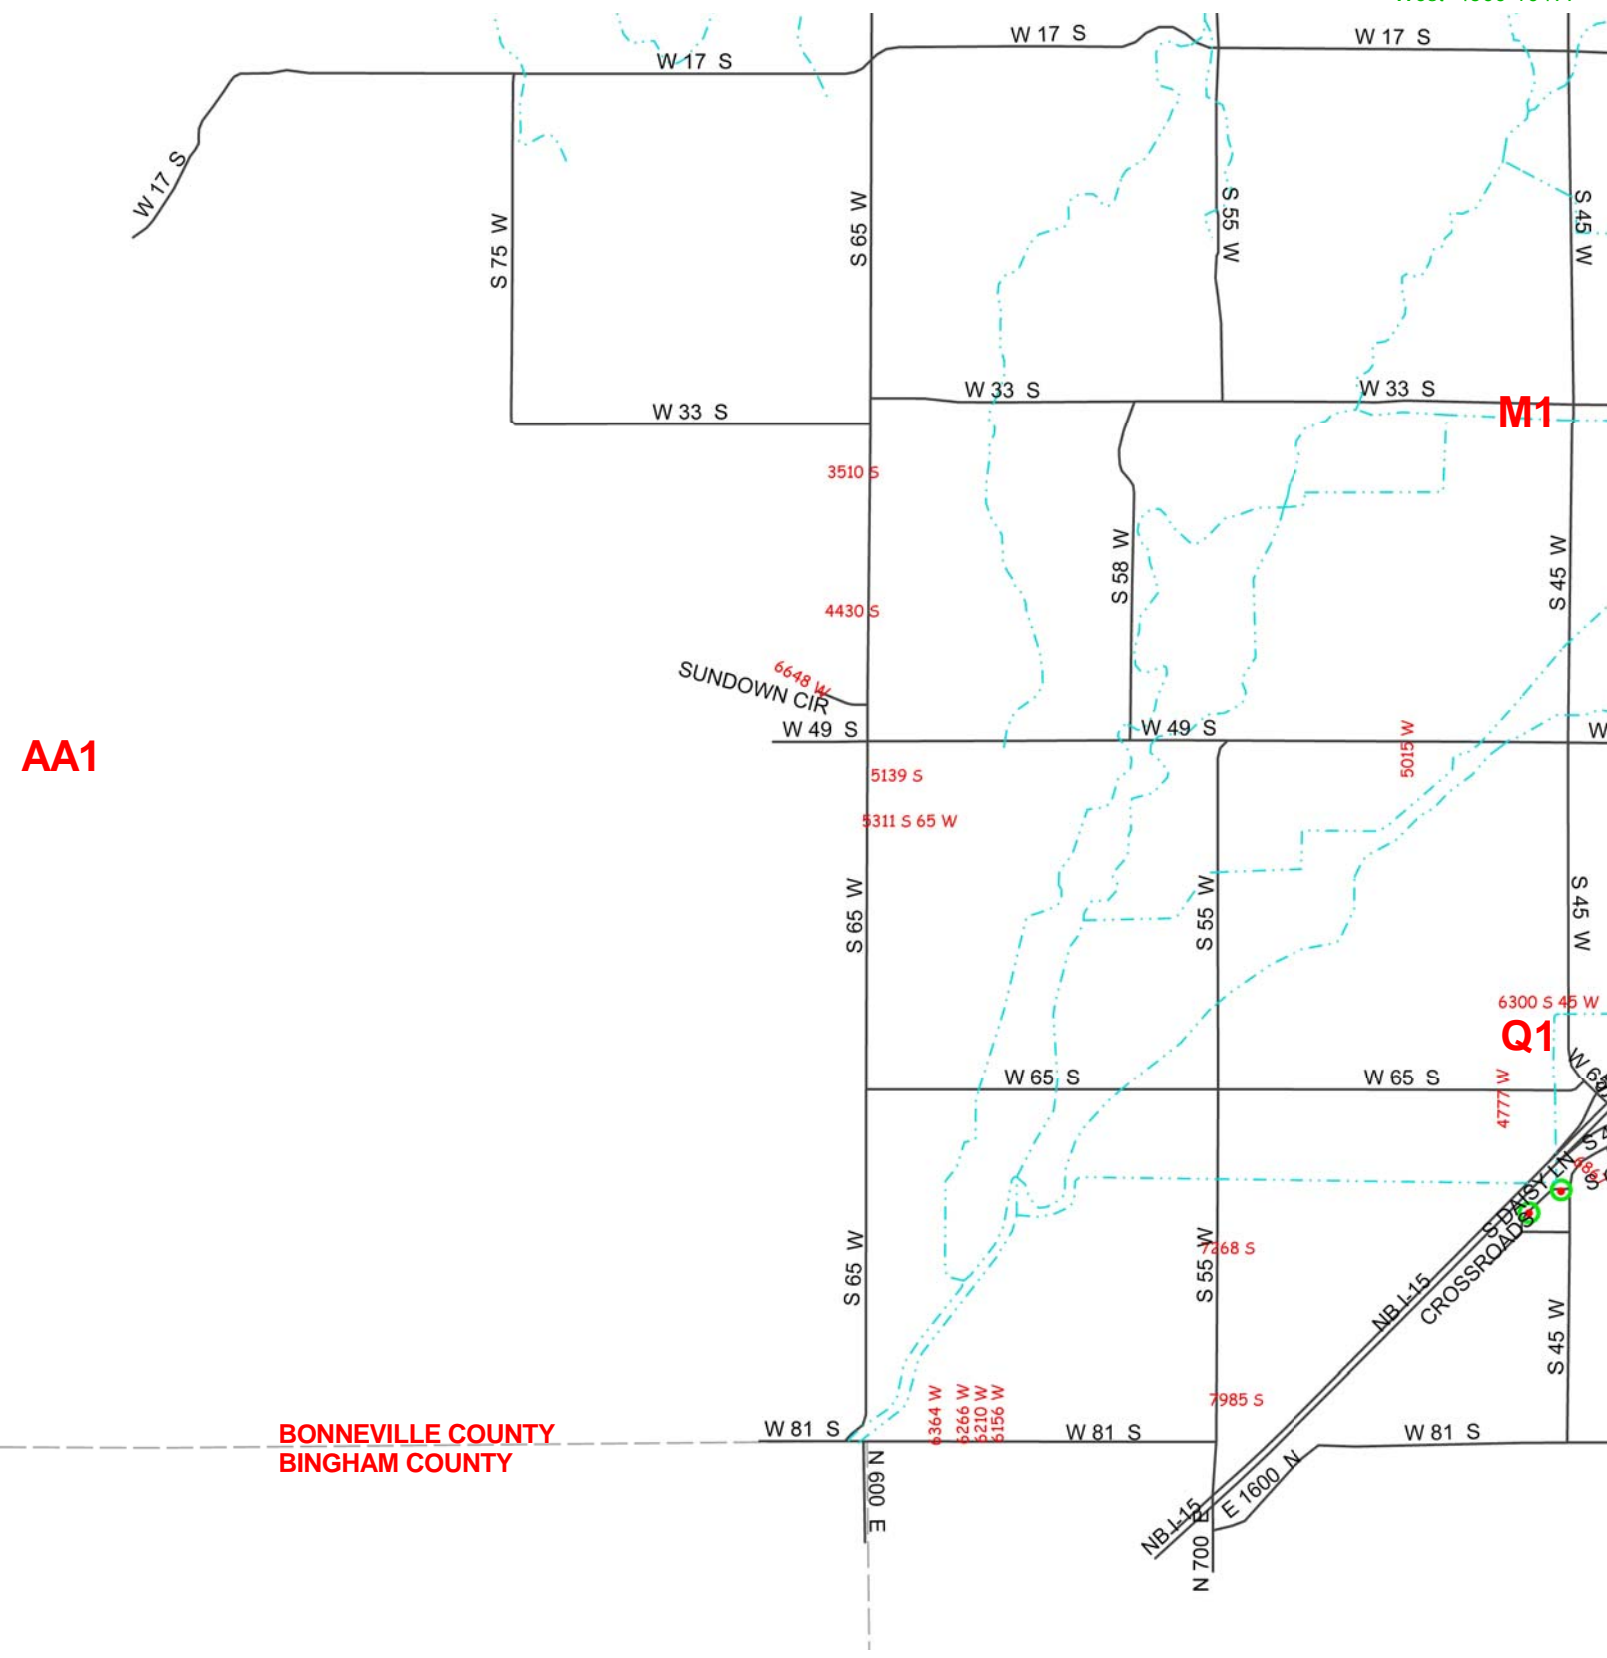 W 17 S
W 17 S
W 17 S
W 17 S
S 75 W
S 65 W
S 55 W
S 45 W
W 33 S
W 33 S
W 33 S
M1
3510 S
S 58 W
S 45 W
4430 S
6648 W
SUNDOWN CIR
W 49 S
W 49 S
5015 W
W
AA1
5139 S
5311 S 65 W
S 65 W
S 55 W
S 45 W
6300 S 45 W
Q1
W 65 S
W 65 S
4777 W
S DAISY LN
CROSSROADS
S 65 W
S 55 W
7268 S
NB I-15
S 45 W
6364 W
6266 W
6210 W
6156 W
7985 S
W 81 S
W 81 S
W 81 S
BONNEVILLE COUNTY
BINGHAM COUNTY
N 600 E
E 1600 N
NB I-15
N 700 E